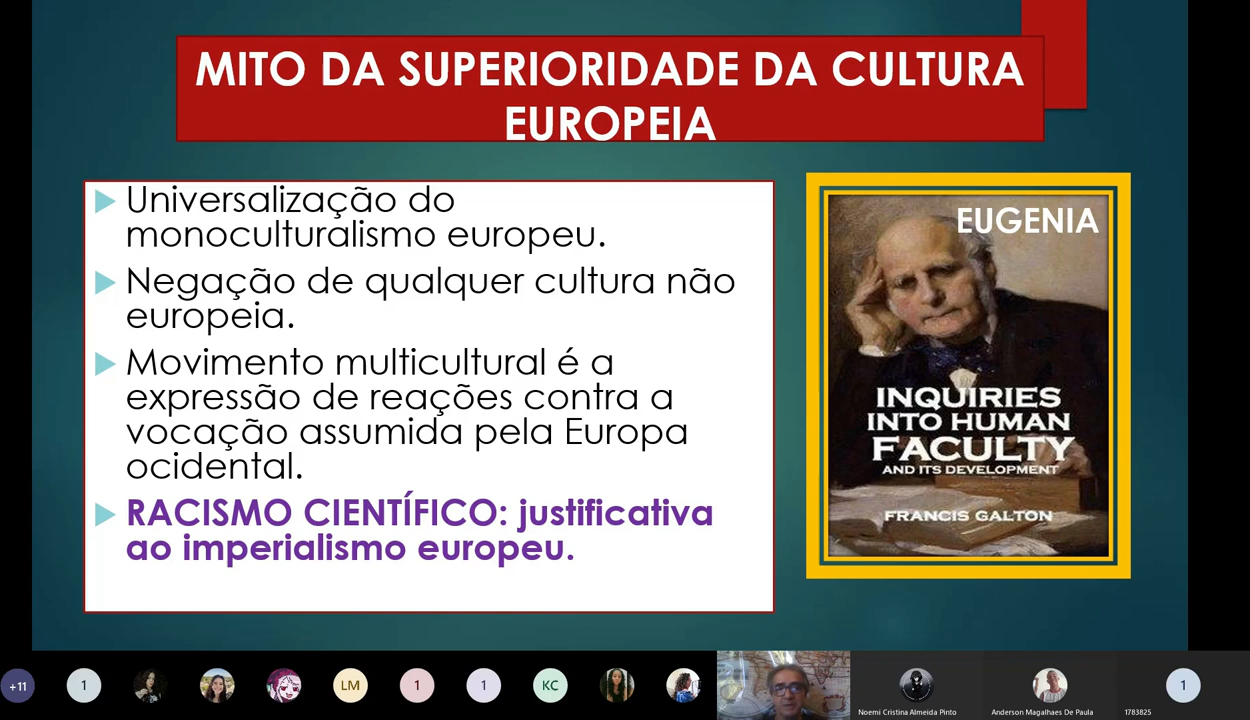 MITO DA SUPERIORIDADE DA CULTURA
EUROPEIA
Universalização do
monoculturalismo europeu.
Negação de qualquer cultura não
europeia.
Movimento multicultural é a
expressão de reações contra a
vocação assumida pela Europa
ocidental.
RACISMO CIENTÍFICO: justificativa
ao imperialismo europeu.
EUGENIA
INQUIRIES
INTO HUMAN
FACULTY
AND ITS DEVELOPMENT
FRANCIS GALTON
+11
1
LM
1
1
KC
1
Noemi Cristina Almeida Pinto
Anderson Magalhaes De Paula
1783825